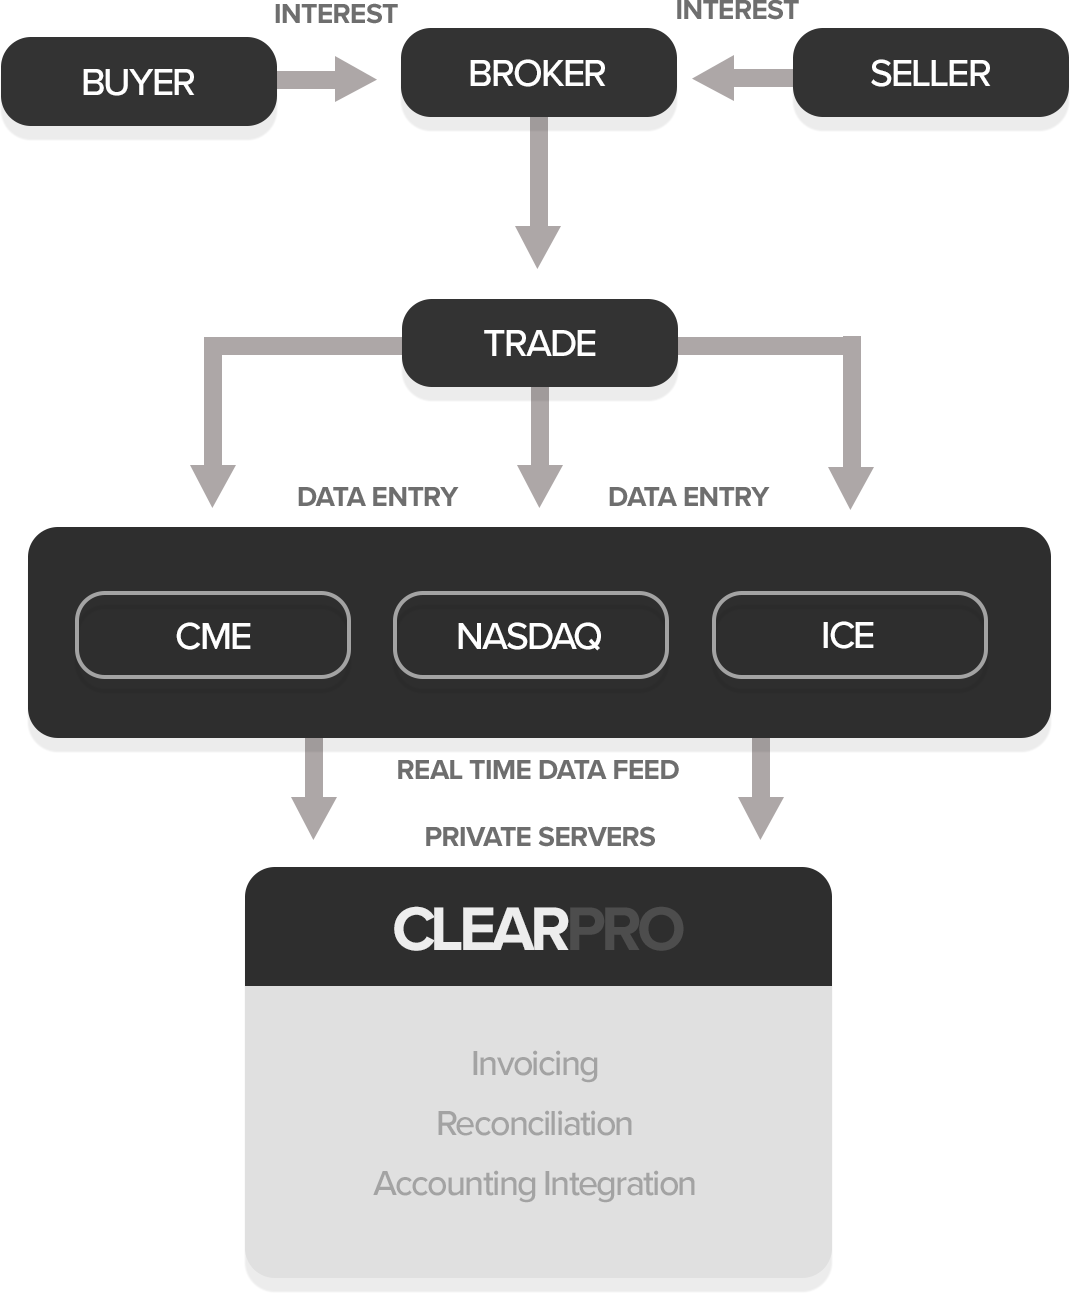 INTEREST
INTEREST
BUYER
BROKER
SELLER
TRADE
DATA ENTRY
DATA ENTRY
CME
NASDAQ
ICE
REAL TIME DATA FEED
PRIVATE SERVERS
CLEARPRO
Invoicing
Reconciliation
Accounting Integration